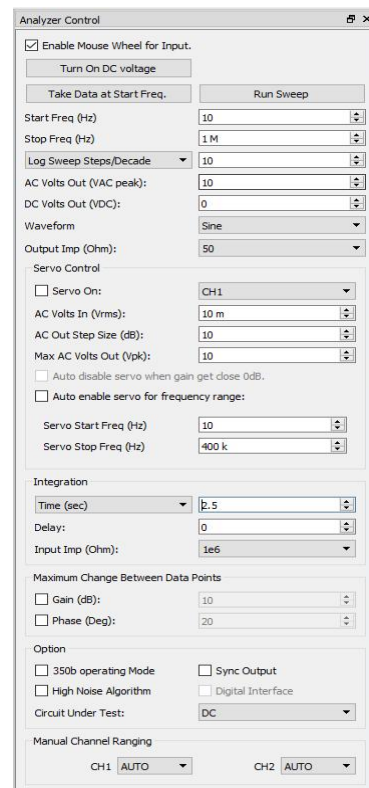 Analyzer Control
Enable Mouse Wheel for Input.
Turn On DC voltage
Take Data at Start Freq. Run Sweep
Start Freq (Hz) 10
Stop Freq (Hz) 1 M
Log Sweep Steps/Decade 10
AC Volts Out (VAC peak): 10
DC Volts Out (VDC): 0
Waveform Sine
Output Imp (Ohm): 50
Servo Control
Servo On: CH1
AC Volts In (Vrms): 10 m
AC Out Step Size (dB): 10
Max AC Volts Out (Vpk): 10
Auto disable servo when gain get close 0dB.
Auto enable servo for frequency range:
Servo Start Freq (Hz) 10
Servo Stop Freq (Hz) 400 k
Integration
Time (sec) 2.5
Delay: 0
Input Imp (Ohm): 1e6
Maximum Change Between Data Points
Gain (dB): 10
Phase (Deg): 20
Option
350b operating Mode Sync Output
High Noise Algorithm Digital Interface
Circuit Under Test: DC
Manual Channel Ranging
CH1 AUTO CH2 AUTO